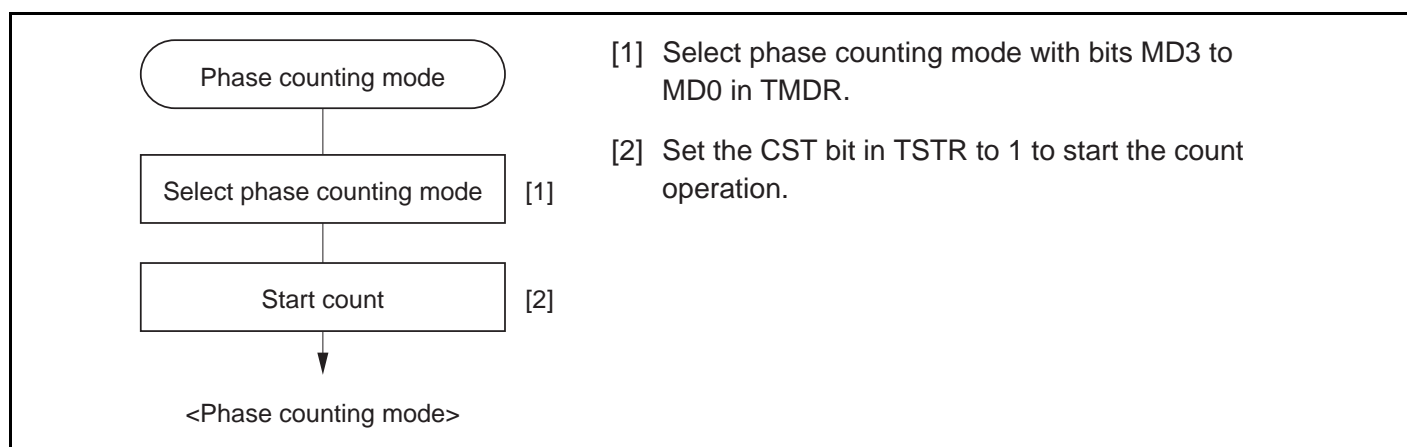 Phase counting mode
Select phase counting mode [1]
Start count [2]
<Phase counting mode>
[1] Select phase counting mode with bits MD3 to
MD0 in TMDR.
[2] Set the CST bit in TSTR to 1 to start the count
operation.